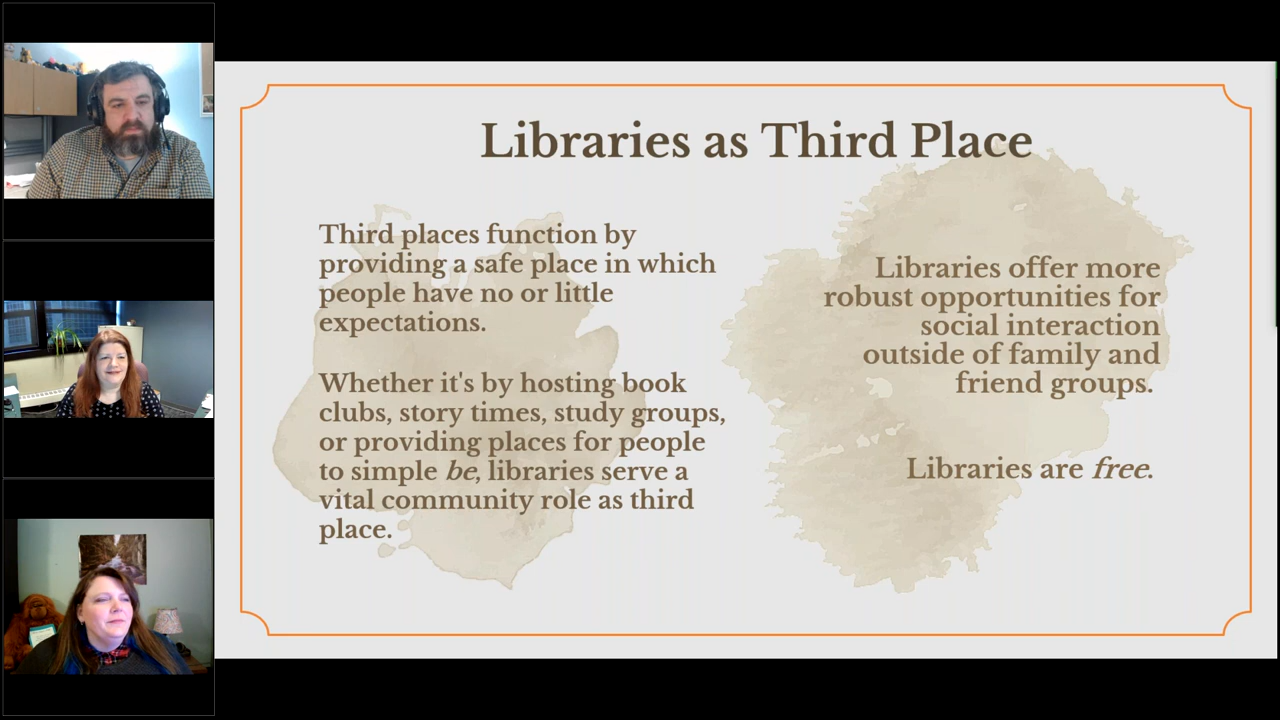 Libraries as Third Place
Third places function by
providing a safe place in which
people have no or little
expectations.
Whether it's by hosting book
clubs, story times, study groups,
or providing places for people
to simple be, libraries serve a
vital community role as third
place.
Libraries offer more
robust opportunities for
social interaction
outside of family and
friend groups.
Libraries are free.